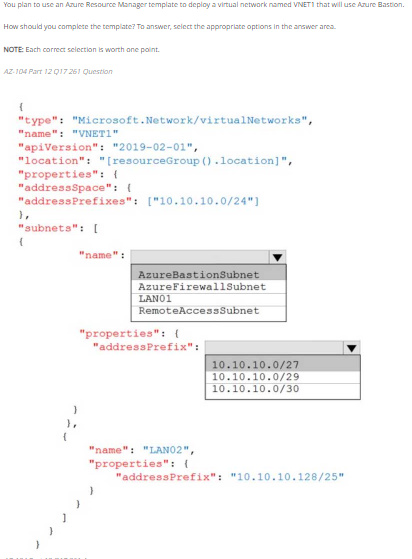 You plan to use an Azure Resource Manager template to deploy a virtual network named VNET1 that will use Azure Bastion.
How should you complete the template? To answer, select the appropriate options in the answer area.
NOTE: Each correct selection is worth one point.
AZ-104 Part 12 Q17 261 Question
{
"type": "Microsoft.Network/virtualNetworks",
"name": "VNET1"
"apiVersion": "2019-02-01",
"location": "[resourceGroup().location]",
"properties": {
"addressSpace": {
"addressPrefixes": ["10.10.10.0/24"]
},
"subnets": [
{
"name":
AzureBastionSubnet
AzureFirewallSubnet
LAN01
RemoteAccessSubnet
"properties": {
"addressPrefix":
10.10.10.0/27
10.10.10.0/29
10.10.10.0/30
}
},
{
"name": "LAN02",
"properties": {
"addressPrefix": "10.10.10.128/25"
}
}
]
}
}